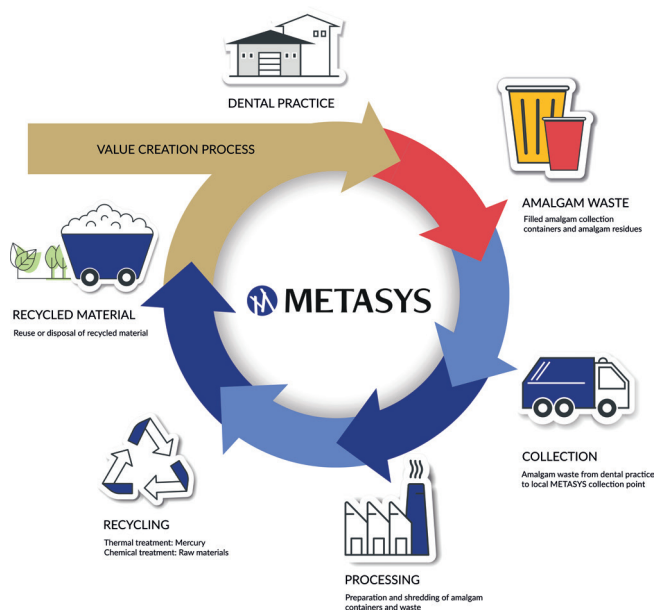 DENTAL PRACTICE
VALUE CREATION PROCESS
AMALGAM WASTE
Filled amalgam collection
containers and amalgam residues
METASYS
RECYCLED MATERIAL
Reuse or disposal of recycled material
COLLECTION
Amalgam waste from dental practice
to local METASYS collection point
RECYCLING
Thermal treatment: Mercury
Chemical treatment: Raw materials
PROCESSING
Preparation and shredding of amalgam
containers and waste